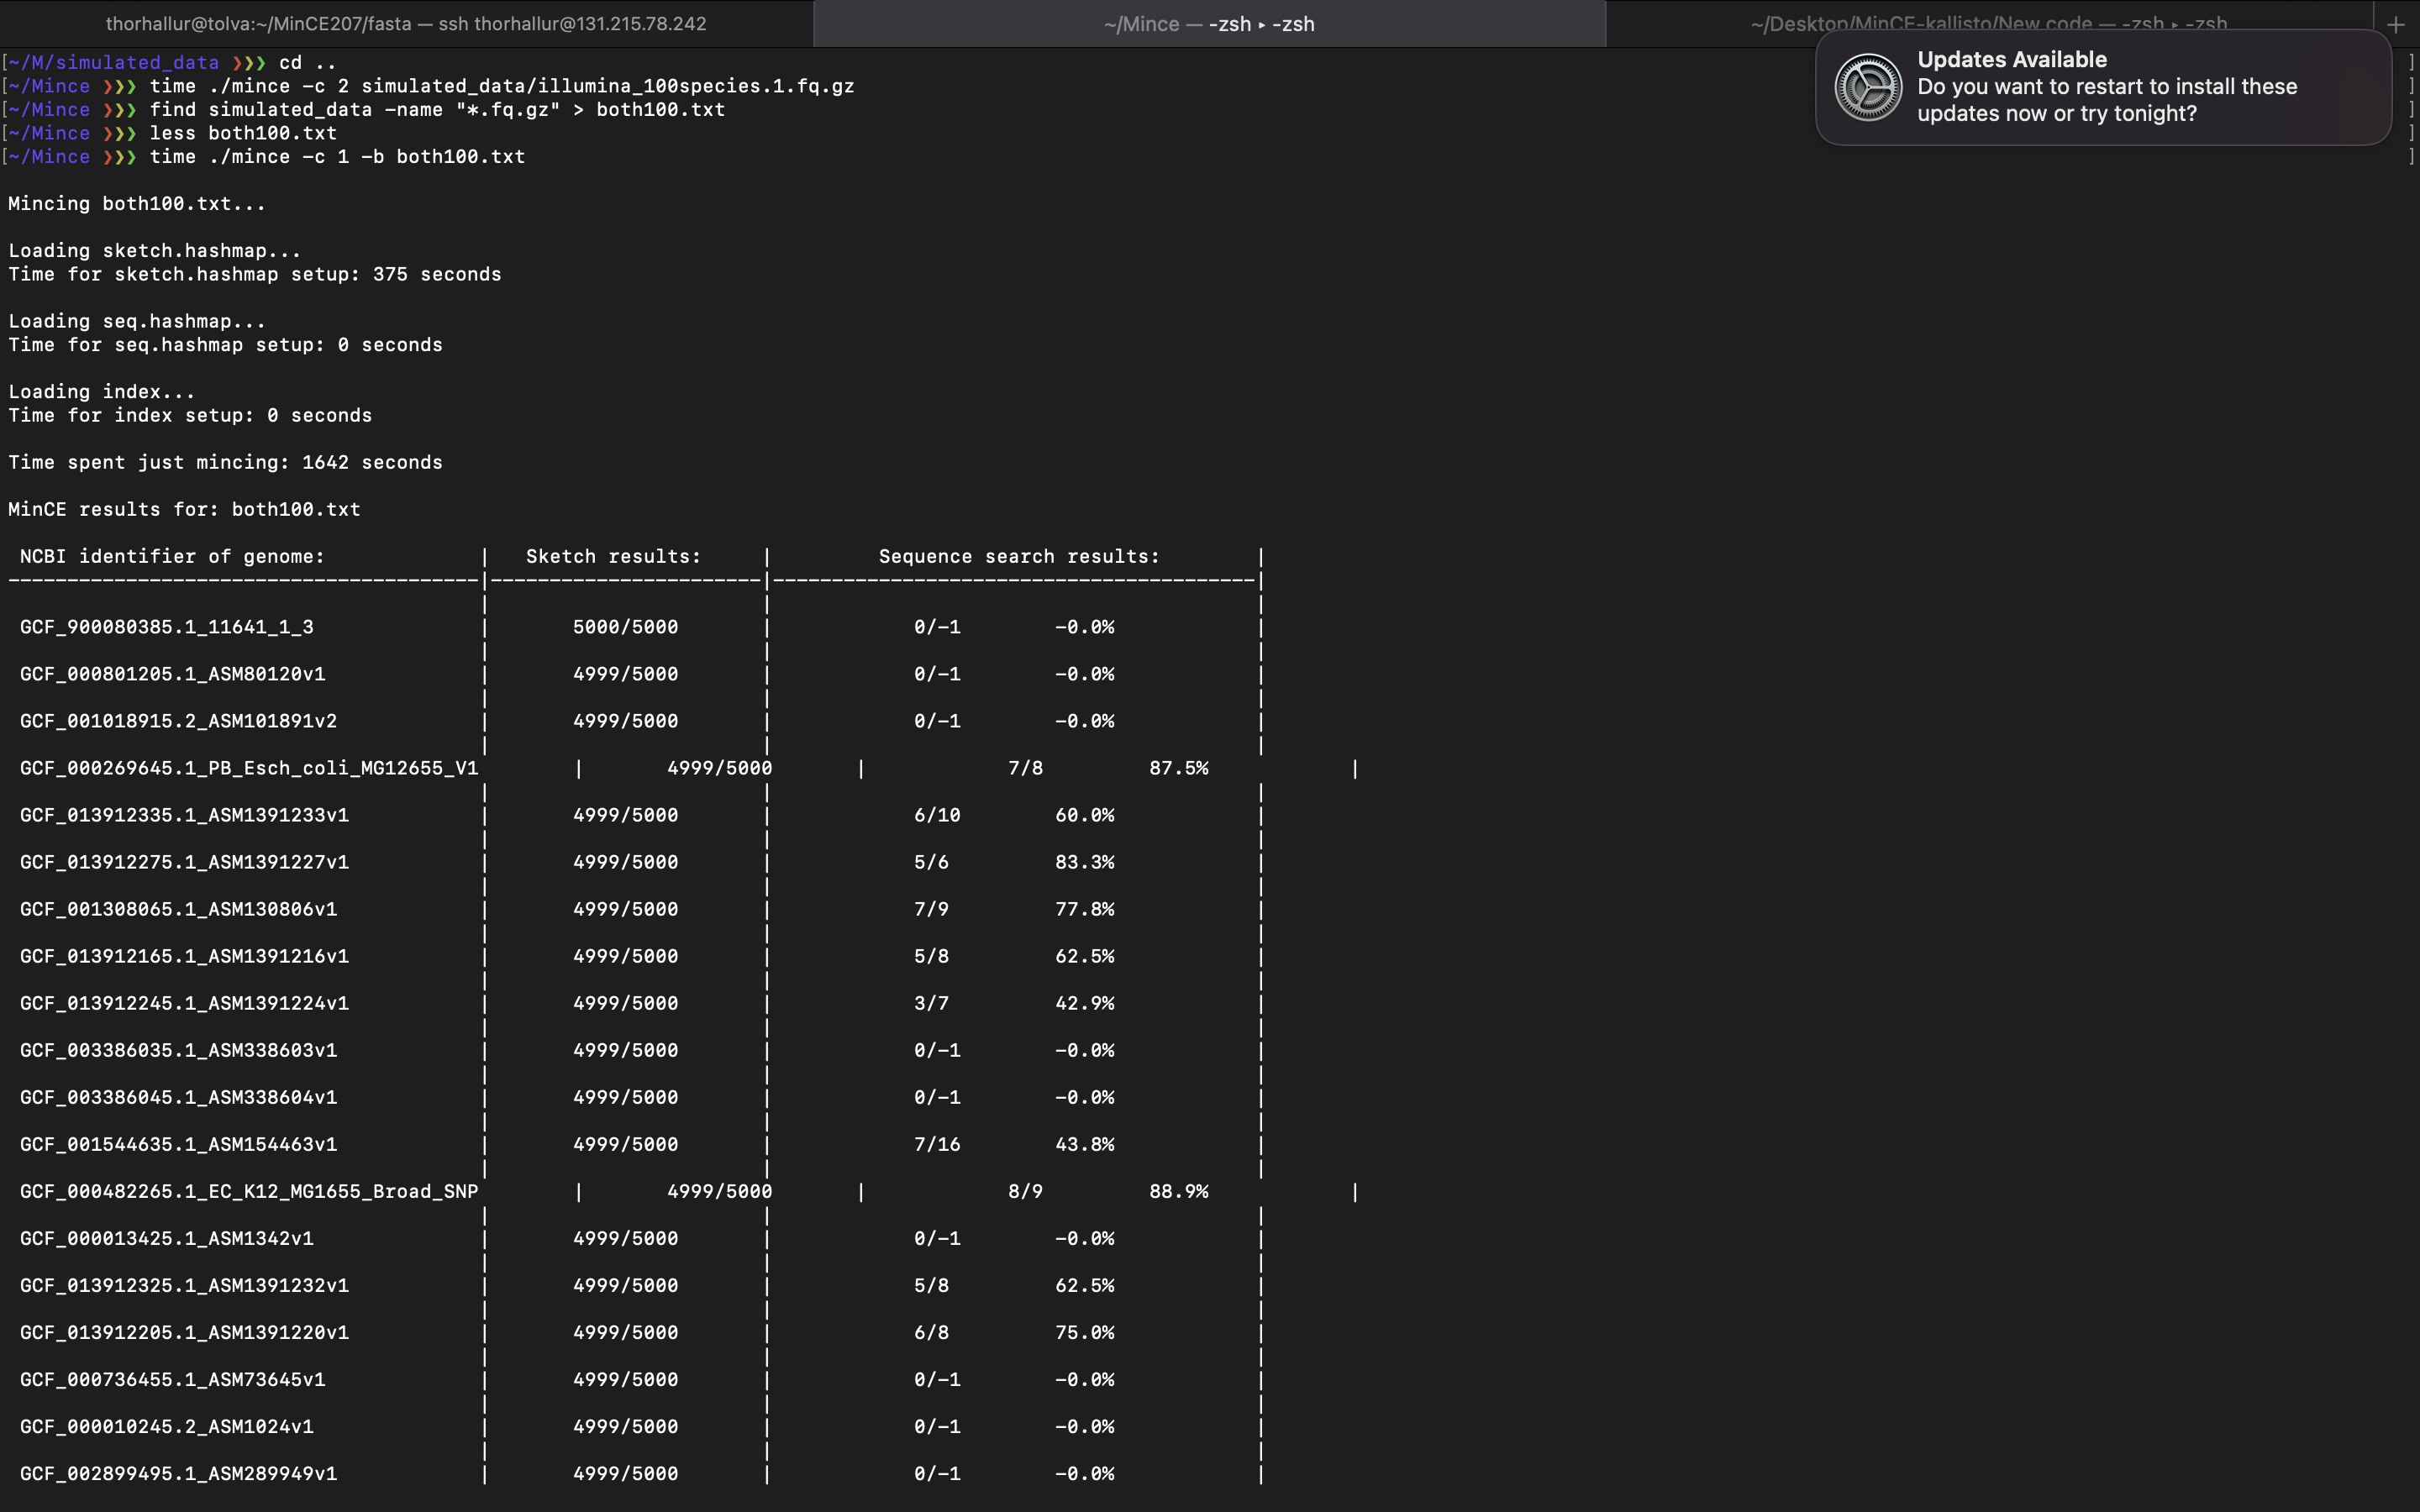 thorhallur@tolva:~/MinCE207/fasta — ssh thorhallur@131.215.78.242
~/Mince — -zsh ▸ -zsh
~/Desktop/MinCE-kallisto/New code — -zsh ▸ -zsh
+
Updates Available
Do you want to restart to install these
updates now or try tonight?
[~/M/simulated_data ❯❯❯ cd .. ]
[~/Mince ❯❯❯ time ./mince -c 2 simulated_data/illumina_100species.1.fq.gz ]
[~/Mince ❯❯❯ find simulated_data -name "*.fq.gz" > both100.txt ]
[~/Mince ❯❯❯ less both100.txt ]
[~/Mince ❯❯❯ time ./mince -c 1 -b both100.txt ]
Mincing both100.txt...
Loading sketch.hashmap...
Time for sketch.hashmap setup: 375 seconds
Loading seq.hashmap...
Time for seq.hashmap setup: 0 seconds
Loading index...
Time for index setup: 0 seconds
Time spent just mincing: 1642 seconds
MinCE results for: both100.txt
NCBI identifier of genome: | Sketch results: | Sequence search results: |
----------------------------------------|-----------------------|-----------------------------------------|
GCF_900080385.1_11641_1_3 | 5000/5000 | 0/-1 -0.0% |
GCF_000801205.1_ASM80120v1 | 4999/5000 | 0/-1 -0.0% |
GCF_001018915.2_ASM101891v2 | 4999/5000 | 0/-1 -0.0% |
GCF_000269645.1_PB_Esch_coli_MG12655_V1 | 4999/5000 | 7/8 87.5% |
GCF_013912335.1_ASM1391233v1 | 4999/5000 | 6/10 60.0% |
GCF_013912275.1_ASM1391227v1 | 4999/5000 | 5/6 83.3% |
GCF_001308065.1_ASM130806v1 | 4999/5000 | 7/9 77.8% |
GCF_013912165.1_ASM1391216v1 | 4999/5000 | 5/8 62.5% |
GCF_013912245.1_ASM1391224v1 | 4999/5000 | 3/7 42.9% |
GCF_003386035.1_ASM338603v1 | 4999/5000 | 0/-1 -0.0% |
GCF_003386045.1_ASM338604v1 | 4999/5000 | 0/-1 -0.0% |
GCF_001544635.1_ASM154463v1 | 4999/5000 | 7/16 43.8% |
GCF_000482265.1_EC_K12_MG1655_Broad_SNP | 4999/5000 | 8/9 88.9% |
GCF_000013425.1_ASM1342v1 | 4999/5000 | 0/-1 -0.0% |
GCF_013912325.1_ASM1391232v1 | 4999/5000 | 5/8 62.5% |
GCF_013912205.1_ASM1391220v1 | 4999/5000 | 6/8 75.0% |
GCF_000736455.1_ASM73645v1 | 4999/5000 | 0/-1 -0.0% |
GCF_000010245.2_ASM1024v1 | 4999/5000 | 0/-1 -0.0% |
GCF_002899495.1_ASM289949v1 | 4999/5000 | 0/-1 -0.0% |